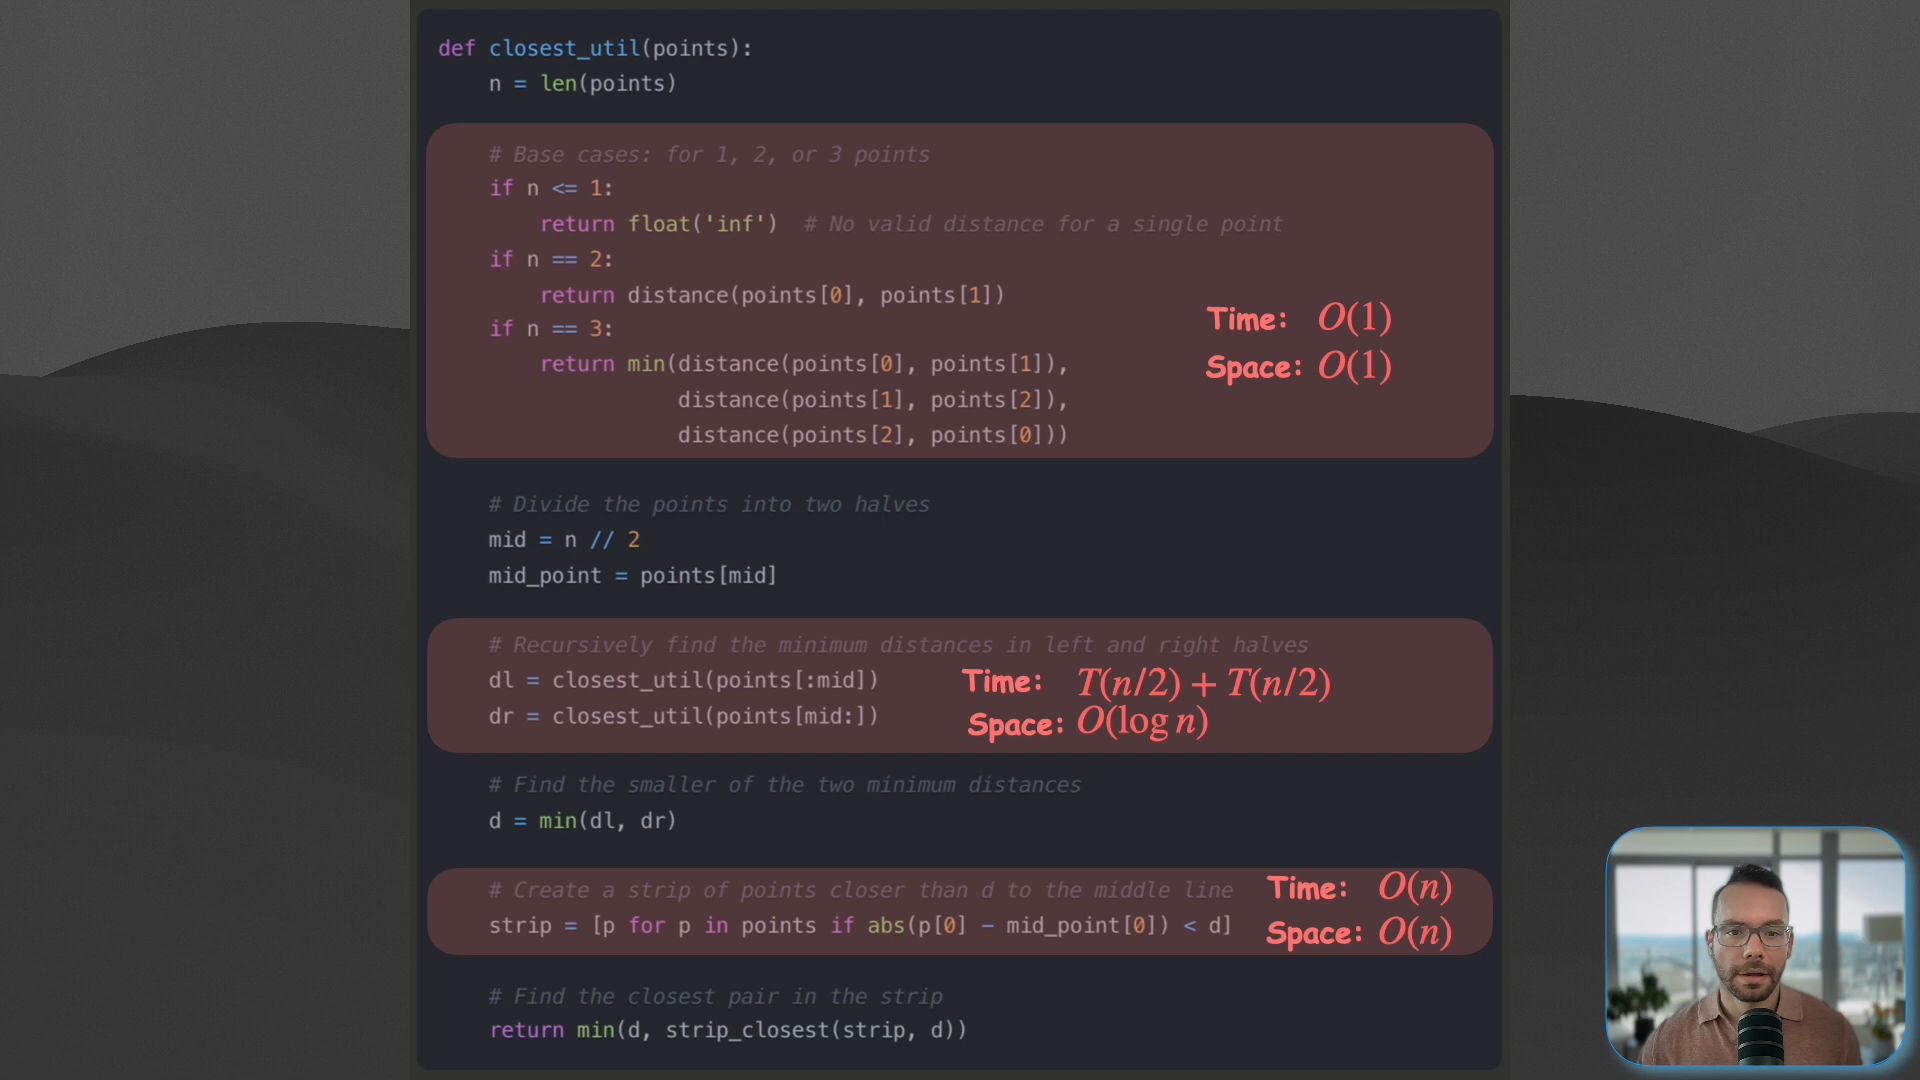 def closest_util(points):
n = len(points)
# Base cases: for 1, 2, or 3 points
if n <= 1:
return float('inf')  # No valid distance for a single point
if n == 2:
return distance(points[0], points[1])
if n == 3:
return min(distance(points[0], points[1]),
distance(points[1], points[2]),
distance(points[2], points[0]))
Time: O(1)
Space: O(1)
# Divide the points into two halves
mid = n // 2
mid_point = points[mid]
# Recursively find the minimum distances in left and right halves
dl = closest_util(points[:mid])
dr = closest_util(points[mid:])
Time: T(n/2) + T(n/2)
Space: O(log n)
# Find the smaller of the two minimum distances
d = min(dl, dr)
# Create a strip of points closer than d to the middle line
strip = [p for p in points if abs(p[0] - mid_point[0]) < d]
Time: O(n)
Space: O(n)
# Find the closest pair in the strip
return min(d, strip_closest(strip, d))